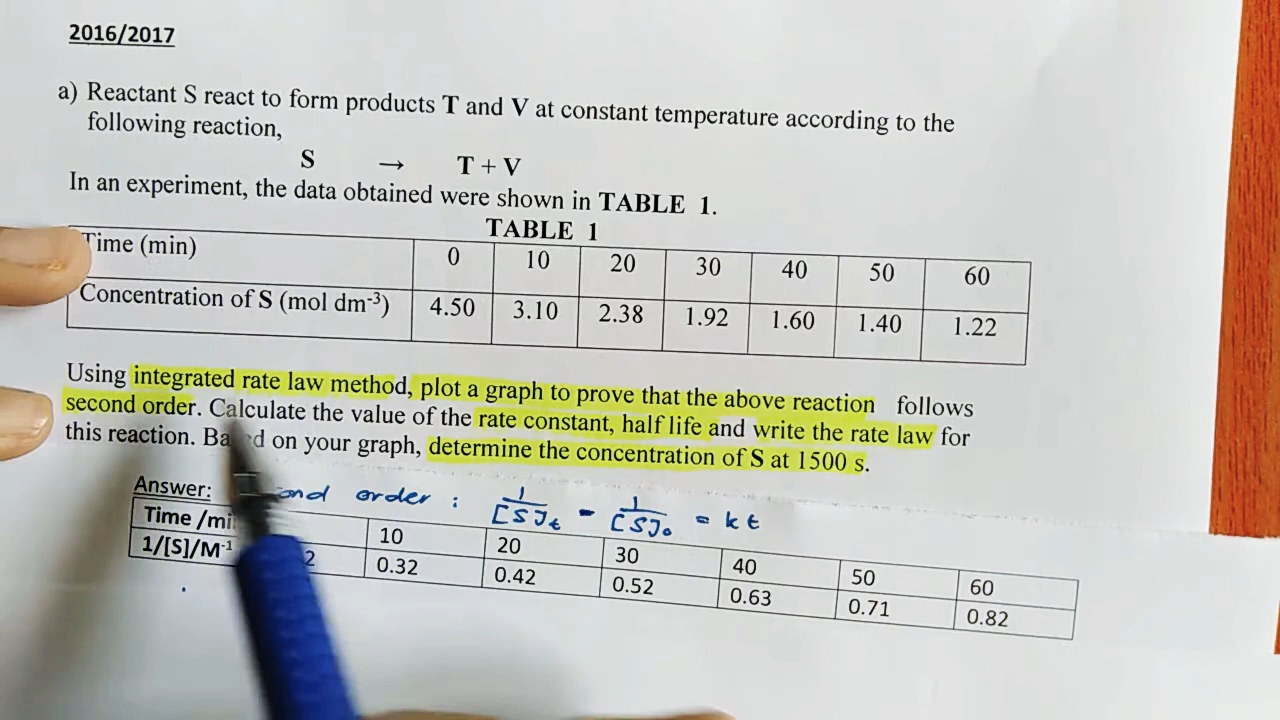 2016/2017
a) Reactant S react to form products T and V at constant temperature according to the
following reaction,
S → T + V
In an experiment, the data obtained were shown in TABLE 1.
TABLE 1
Time (min) 0 10 20 30 40 50 60
Concentration of S (mol dm⁻³) 4.50 3.10 2.38 1.92 1.60 1.40 1.22
Using integrated rate law method, plot a graph to prove that the above reaction follows
second order. Calculate the value of the rate constant, half life and write the rate law for
this reaction. on your graph, determine the concentration of S at 1500 s.
Answer: order : 1/[S]t - 1/[S]₀ = kt
Time 10 20 30 40 50 60
1/[S]/M⁻¹ 0.32 0.42 0.52 0.63 0.71 0.82